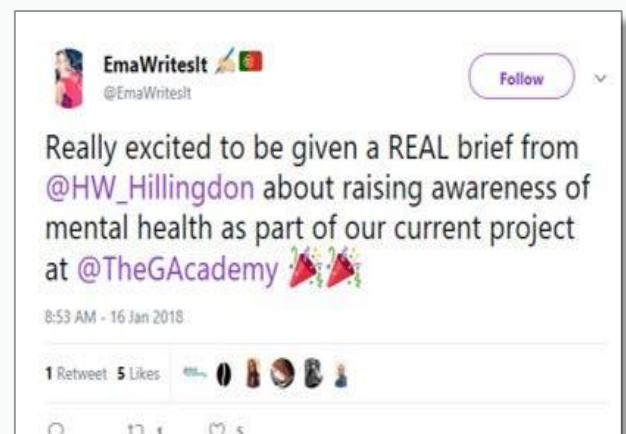 EmaWritesIt ✍🏼🇵🇹
@EmaWritesIt
Follow
Really excited to be given a REAL brief from
@HW_Hillingdon about raising awareness of
mental health as part of our current project
at @TheGAcademy 🎉🎉
8:53 AM - 16 Jan 2018
1 Retweet 5 Likes
1 5